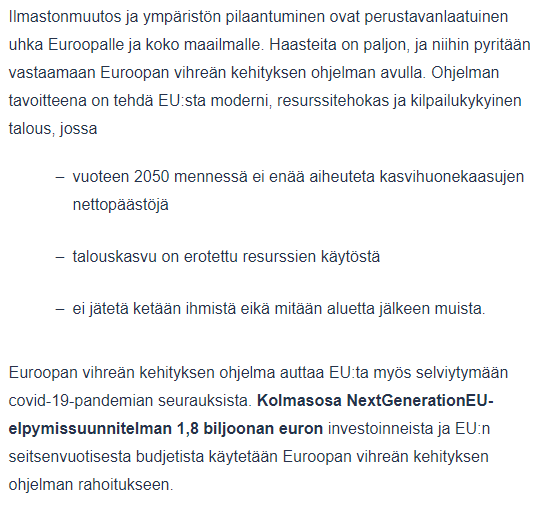 Ilmastonmuutos ja ympäristön pilaantuminen ovat perustavanlaatuinen
uhka Euroopalle ja koko maailmalle. Haasteita on paljon, ja niihin pyritään
vastaamaan Euroopan vihreän kehityksen ohjelman avulla. Ohjelman
tavoitteena on tehdä EU:sta moderni, resurssitehokas ja kilpailukykyinen
talous, jossa
– vuoteen 2050 mennessä ei enää aiheuteta kasvihuonekaasujen
nettopäästöjä
– talouskasvu on erotettu resurssien käytöstä
– ei jätetä ketään ihmistä eikä mitään aluetta jälkeen muista.
Euroopan vihreän kehityksen ohjelma auttaa EU:ta myös selviytymään
covid-19-pandemian seurauksista. Kolmasosa NextGenerationEU-
elpymissuunnitelman 1,8 biljoonan euron investoinneista ja EU:n
seitsenvuotisesta budjetista käytetään Euroopan vihreän kehityksen
ohjelman rahoitukseen.